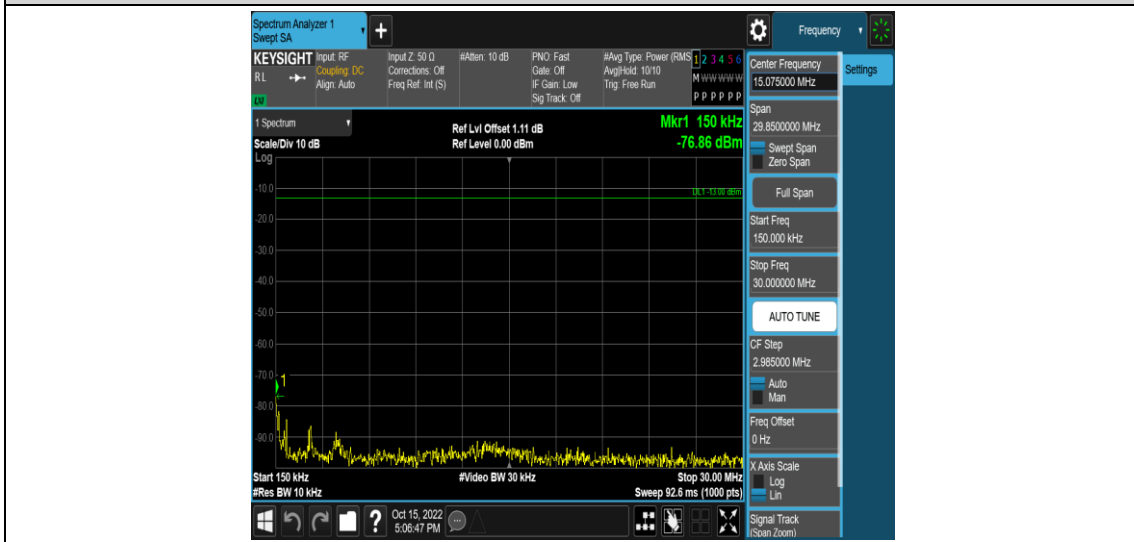 Spectrum Analyzer 1
Swept SA
+
Frequency
KEYSIGHT
RL
Input: RF
Coupling: DC
Align: Auto
Input Z: 50 Ω
Corrections: Off
Freq Ref: Int (S)
#Atten: 10 dB
PNO: Fast
Gate: Off
IF Gain: Low
Sig Track: Off
#Avg Type: Power (RMS
Avg|Hold: 10/10
Trig: Free Run
1 2 3 4 5 6
M W W W W W
P P P P P P
1 Spectrum
Scale/Div 10 dB
Ref Lvl Offset 1.11 dB
Ref Level 0.00 dBm
Mkr1 150 kHz
-76.86 dBm
Log
DL1 -13.00 dBm
-10.0
-20.0
-30.0
-40.0
-50.0
-60.0
-70.0
1
-80.0
-90.0
Start 150 kHz
#Video BW 30 kHz
Stop 30.00 MHz
#Res BW 10 kHz
Sweep 92.6 ms (1000 pts)
?
Oct 15, 2022
5:06:47 PM
Center Frequency
15.075000 MHz
Settings
Span
29.8500000 MHz
Swept Span
Zero Span
Full Span
Start Freq
150.000 kHz
Stop Freq
30.000000 MHz
AUTO TUNE
CF Step
2.985000 MHz
Auto
Man
Freq Offset
0 Hz
X Axis Scale
Log
Lin
Signal Track
(Span Zoom)